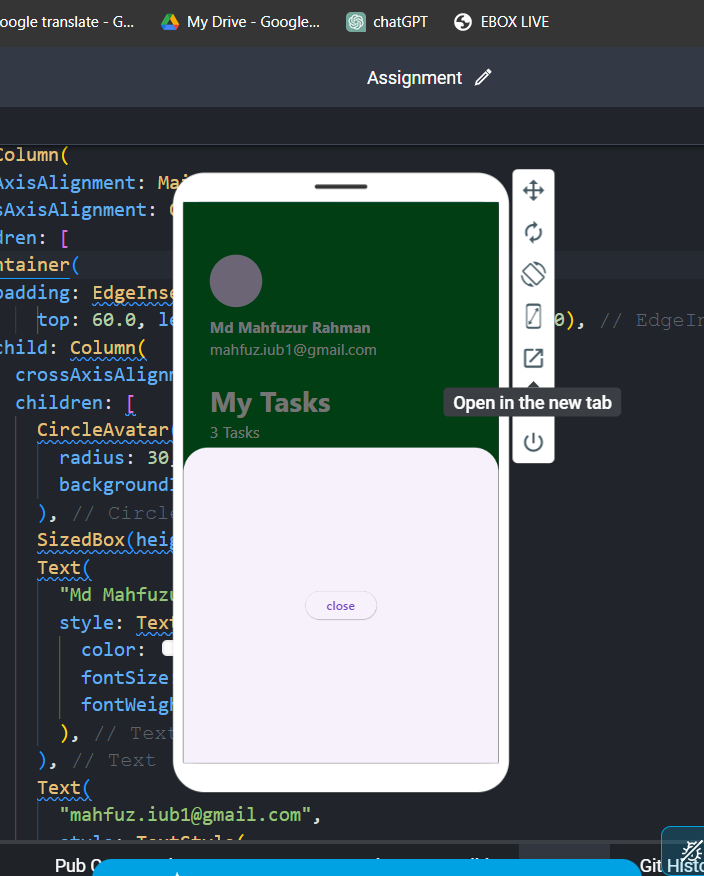 oogle translate - G... My Drive - Google... chatGPT EBOX LIVE
Assignment
Column(
AxisAlignment: Mai
sAxisAlignment: C
dren: [
ntainer(
padding: EdgeInse
top: 60.0, le 0), // EdgeIn
child: Column(
crossAxisAlignm
children: [
CircleAvatar(
radius: 30,
backgroundI
), // Circle
SizedBox(heig
Text(
"Md Mahfuzu
style: Text
color:
fontSize:
fontWeigh
), // Text
), // Text
Text(
"mahfuz.iub1@gmail.com",
style: TextStyle(
Md Mahfuzur Rahman
mahfuz.iub1@gmail.com
My Tasks
3 Tasks
close
Open in the new tab
Pub
Git Histo